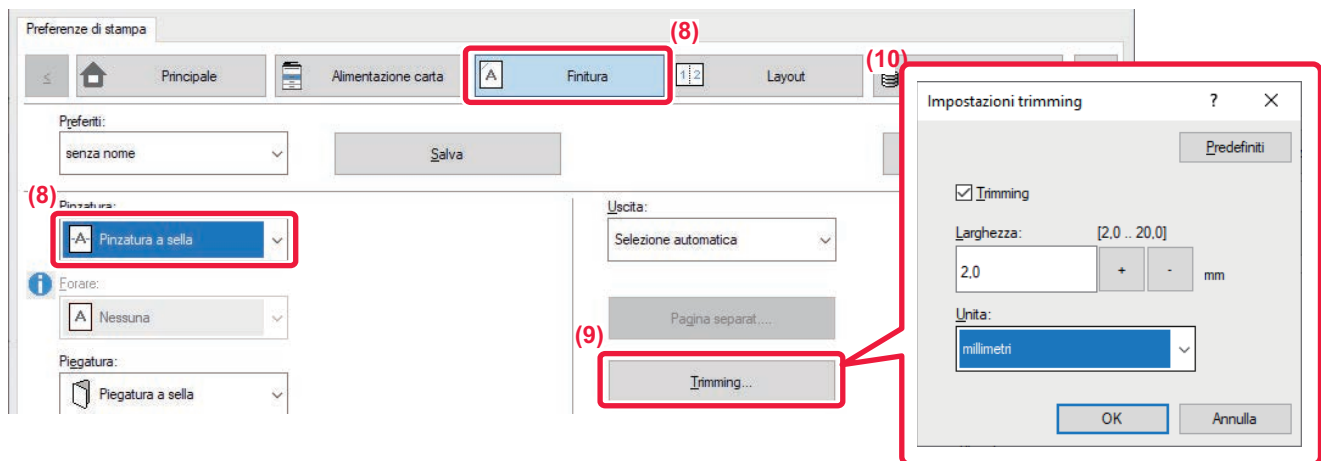 Preferenze di stampa
(8)
< Principale Alimentazione carta Finitura 1 2 Layout
(10)
Preferiti:
senza nome Salva
(8)
Pinzatura: Uscita:
-A- Pinzatura a sella Selezione automatica
Forare:
A Nessuna Pagina separat....
Piegatura: (9)
Piegatura a sella Trimming...
Impostazioni trimming ? ×
Predefiniti
Trimming
Larghezza: [2,0 .. 20,0]
2,0 + - mm
Unita:
millimetri
OK Annulla